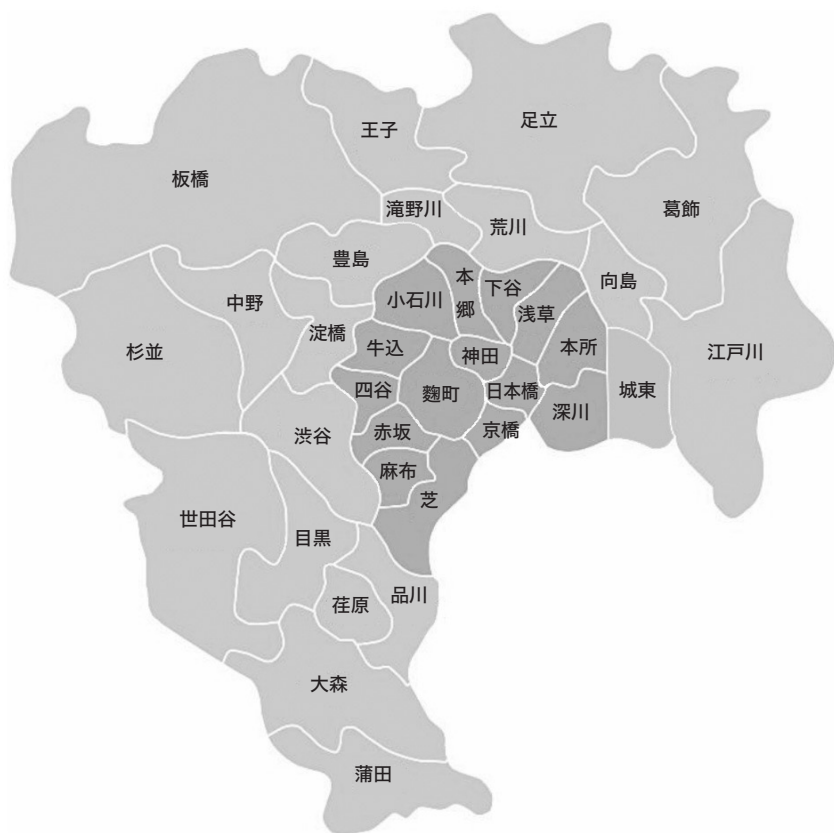 足立
王子
板橋
滝野川
葛飾
荒川
豊島
本郷
下谷
向島
小石川
中野
浅草
淀橋
牛込
神田
本所
杉並
江戸川
四谷
麴町
日本橋
城東
深川
渋谷
赤坂
京橋
麻布
芝
世田谷
目黒
荏原
品川
大森
蒲田